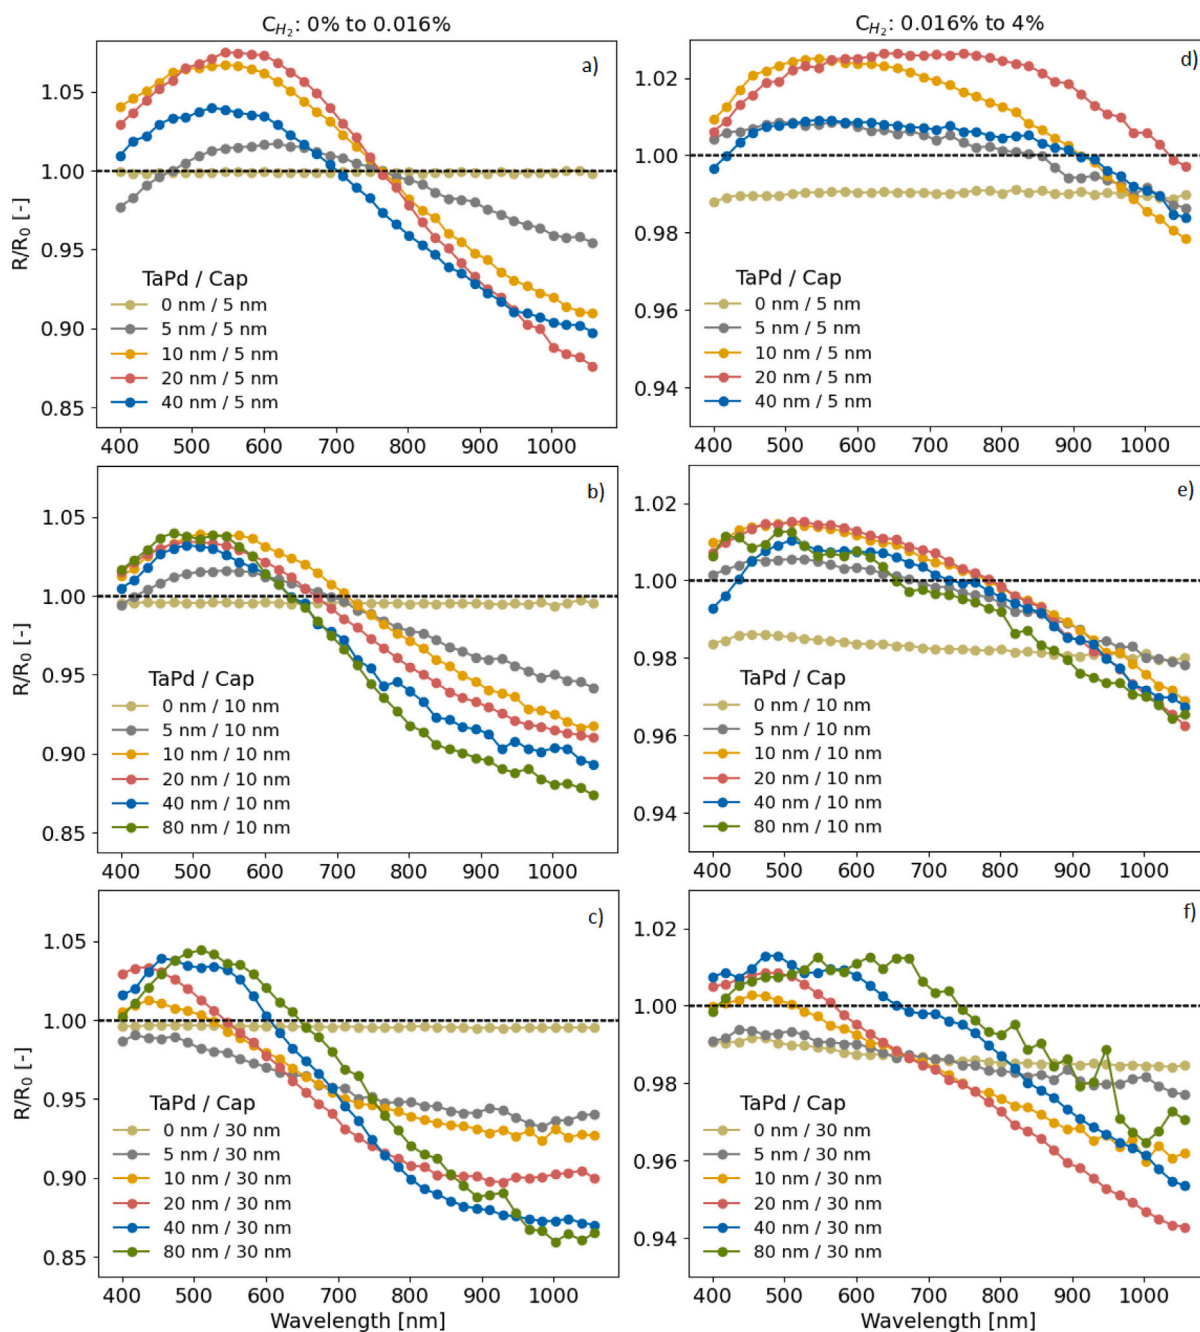 C_H2: 0% to 0.016%
C_H2: 0.016% to 4%
a)
1.05
1.00
0.95
0.90
0.85
R/R0 [-]
TaPd / Cap
0 nm / 5 nm
5 nm / 5 nm
10 nm / 5 nm
20 nm / 5 nm
40 nm / 5 nm
400 500 600 700 800 900 1000
d)
1.02
1.00
0.98
0.96
0.94
TaPd / Cap
0 nm / 5 nm
5 nm / 5 nm
10 nm / 5 nm
20 nm / 5 nm
40 nm / 5 nm
400 500 600 700 800 900 1000
b)
1.05
1.00
0.95
0.90
0.85
R/R0 [-]
TaPd / Cap
0 nm / 10 nm
5 nm / 10 nm
10 nm / 10 nm
20 nm / 10 nm
40 nm / 10 nm
80 nm / 10 nm
400 500 600 700 800 900 1000
e)
1.02
1.00
0.98
0.96
0.94
TaPd / Cap
0 nm / 10 nm
5 nm / 10 nm
10 nm / 10 nm
20 nm / 10 nm
40 nm / 10 nm
80 nm / 10 nm
400 500 600 700 800 900 1000
c)
1.05
1.00
0.95
0.90
0.85
R/R0 [-]
TaPd / Cap
0 nm / 30 nm
5 nm / 30 nm
10 nm / 30 nm
20 nm / 30 nm
40 nm / 30 nm
80 nm / 30 nm
400 500 600 700 800 900 1000
Wavelength [nm]
f)
1.02
1.00
0.98
0.96
0.94
TaPd / Cap
0 nm / 30 nm
5 nm / 30 nm
10 nm / 30 nm
20 nm / 30 nm
40 nm / 30 nm
80 nm / 30 nm
400 500 600 700 800 900 1000
Wavelength [nm]